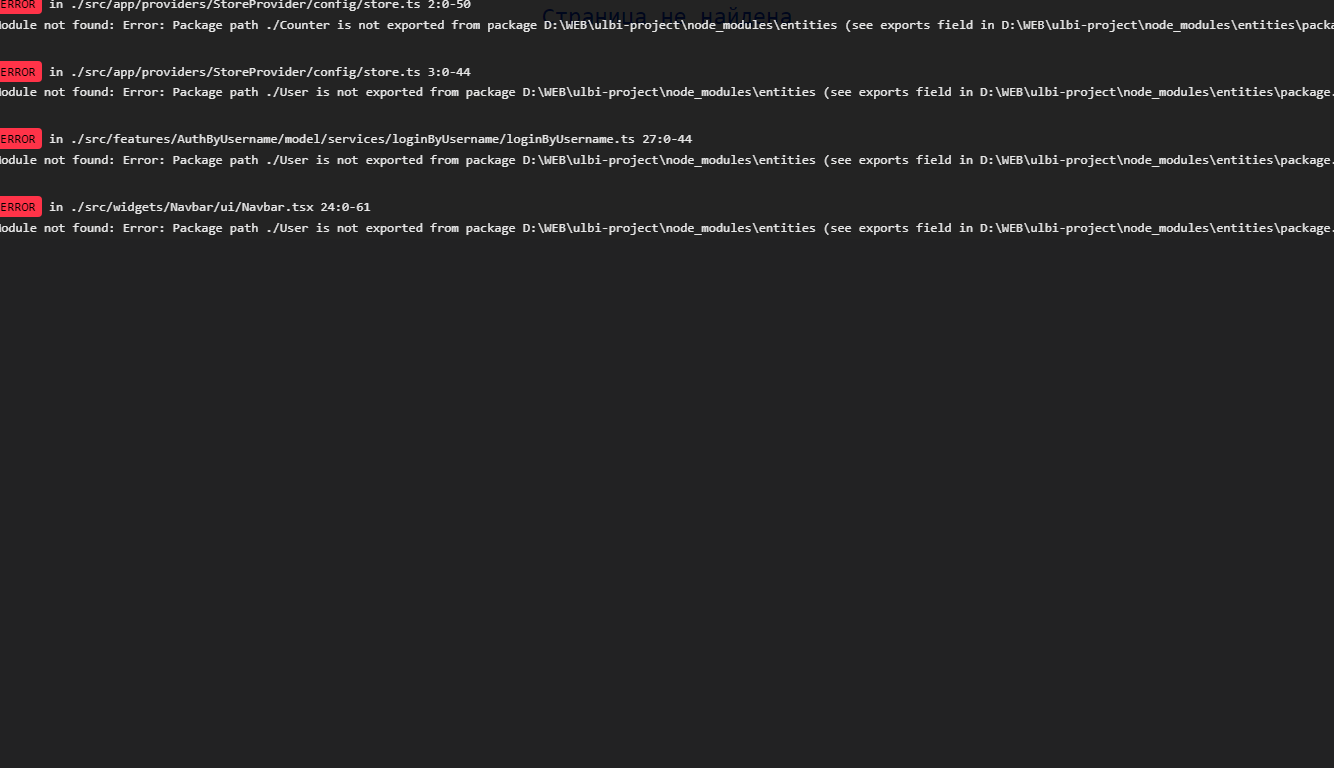 ERROR in ./src/app/providers/StoreProvider/config/store.ts 2:0-50
Страница не найдена
Module not found: Error: Package path ./Counter is not exported from package D:\WEB\ulbi-project\node_modules\entities (see exports field in D:\WEB\ulbi-project\node_modules\entities\packa
ERROR in ./src/app/providers/StoreProvider/config/store.ts 3:0-44
Module not found: Error: Package path ./User is not exported from package D:\WEB\ulbi-project\node_modules\entities (see exports field in D:\WEB\ulbi-project\node_modules\entities\package.
ERROR in ./src/features/AuthByUsername/model/services/loginByUsername/loginByUsername.ts 27:0-44
Module not found: Error: Package path ./User is not exported from package D:\WEB\ulbi-project\node_modules\entities (see exports field in D:\WEB\ulbi-project\node_modules\entities\package.
ERROR in ./src/widgets/Navbar/ui/Navbar.tsx 24:0-61
Module not found: Error: Package path ./User is not exported from package D:\WEB\ulbi-project\node_modules\entities (see exports field in D:\WEB\ulbi-project\node_modules\entities\package.